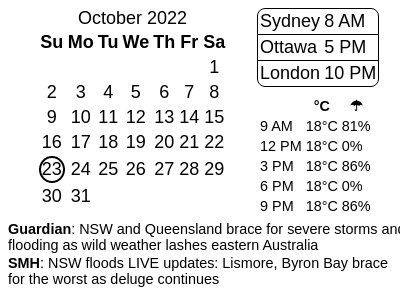 October 2022
Su Mo Tu We Th Fr Sa
1
2 3 4 5 6 7 8
9 10 11 12 13 14 15
16 17 18 19 20 21 22
23 24 25 26 27 28 29
30 31
Sydney 8 AM
Ottawa 5 PM
London 10 PM
°C ☂
9 AM 18°C 81%
12 PM 18°C 0%
3 PM 18°C 86%
6 PM 18°C 0%
9 PM 18°C 86%
Guardian: NSW and Queensland brace for severe storms and
flooding as wild weather lashes eastern Australia
SMH: NSW floods LIVE updates: Lismore, Byron Bay brace
for the worst as deluge continues